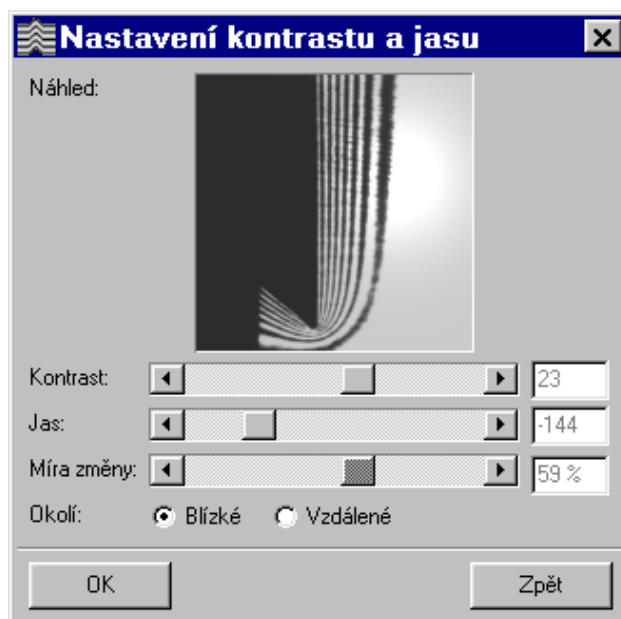 Nastavení kontrastu a jasu
Náhled:
Kontrast: 23
Jas: -144
Míra změny: 59 %
Okolí: Blízké Vzdálené
OK Zpět